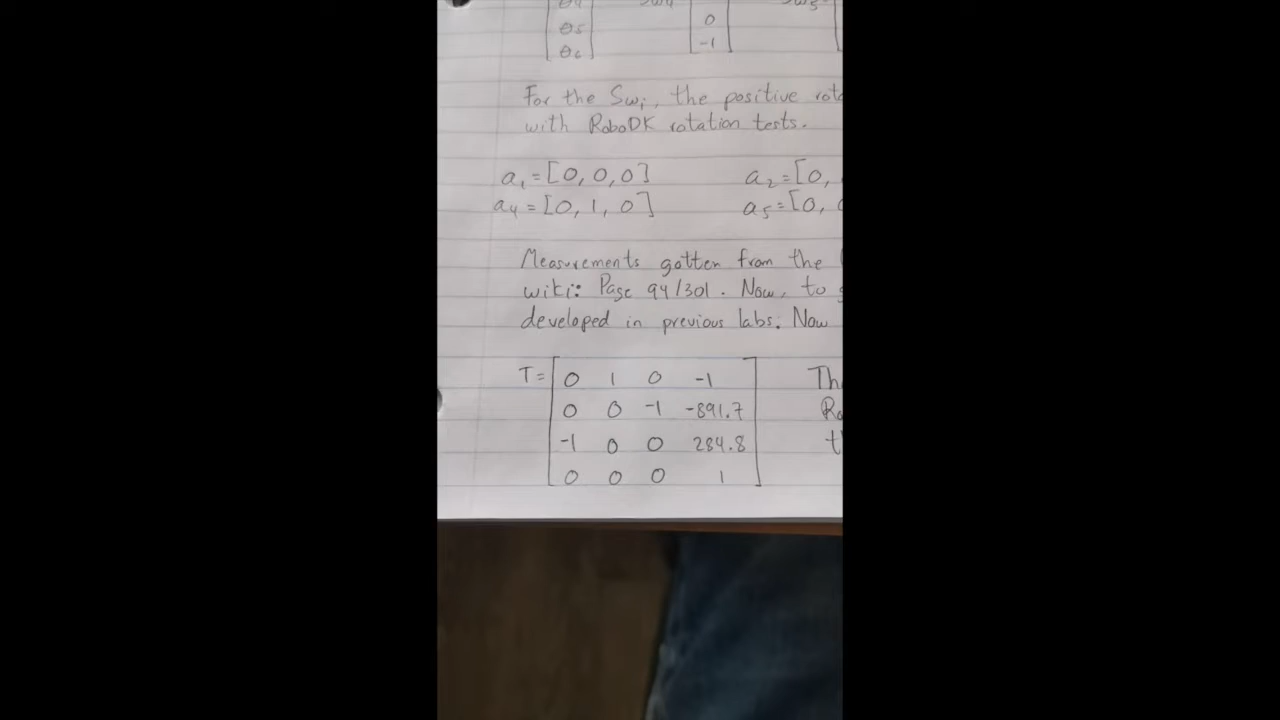 θ5 0
θ6 -1
For the Swi, the positive
with RoboDK rotation tests.
a1=[0,0,0] a2=[0,
a4=[0,1,0] a5=[0,
Measurements gotten from the
wiki: Page 94/301. Now, to
developed in previous labs. Now
T= 0 1 0 -1
0 0 -1 -891.7
-1 0 0 284.8
0 0 0 1